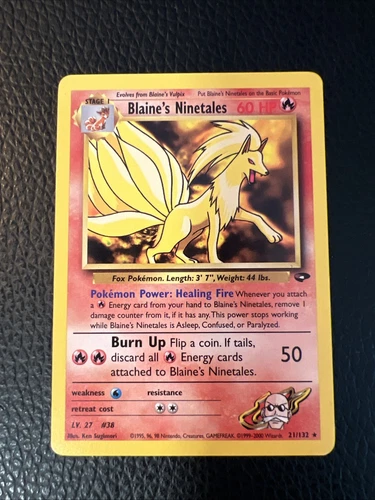 Evolves from Blaine's Vulpix Put Blaine's Ninetales on the Basic Pokémon
STAGE 1
Blaine's Ninetales 60 HP
Fox Pokémon. Length: 3' 7", Weight: 44 lbs.
Pokémon Power: Healing Fire Whenever you attach
a Energy card from your hand to Blaine's Ninetales, remove 1
damage counter from it, if it has any. This power stops working
while Blaine's Ninetales is Asleep, Confused, or Paralyzed.
Burn Up Flip a coin. If tails,
discard all Energy cards
attached to Blaine's Ninetales.
50
weakness resistance
retreat cost
LV. 27 #38
Illus. Ken Sugimori ©1995, 96, 98 Nintendo, Creatures, GAMEFREAK. ©1999-2000 Wizards. 21/132 ★